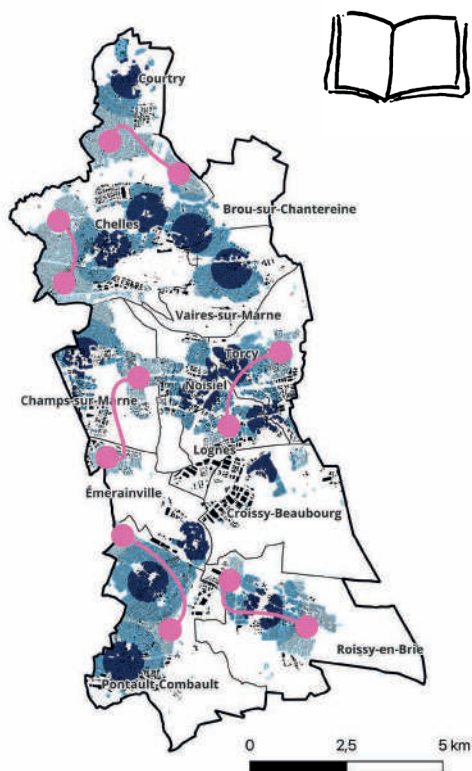 Courtry
Brou-sur-Chantereine
Chelles
Vaires-sur-Marne
Torcy
Noisiel
Champs-sur-Marne
Lognes
Émerainville
Croissy-Beaubourg
Roissy-en-Brie
Pontault-Combault
0 2,5 5 km